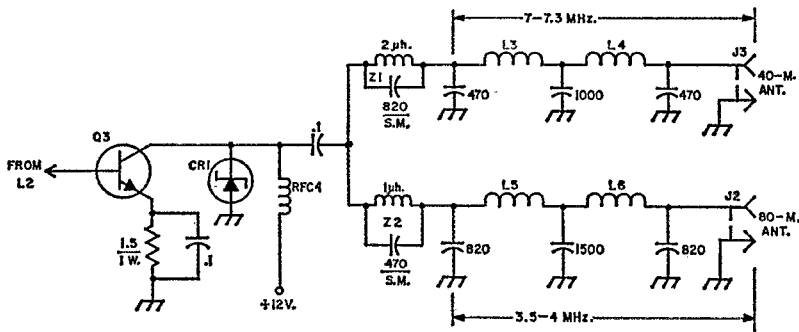 7-7.3 MHz.
2µh.
L3
L4
J3
Z1
40-M.
ANT.
820
S.M.
470
1000
470
Q3
.1
FROM
L2
CR1
RFC4
1µh.
L5
L6
J2
Z2
80-M.
ANT.
1.5
1 W.
.1
820
1500
820
470
S.M.
+12V.
3.5-4 MHz.